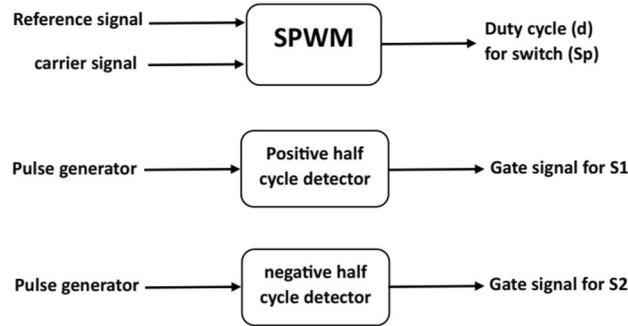 Reference signal
carrier signal
SPWM
Duty cycle (d)
for switch (Sp)
Pulse generator
Positive half
cycle detector
Gate signal for S1
Pulse generator
negative half
cycle detector
Gate signal for S2